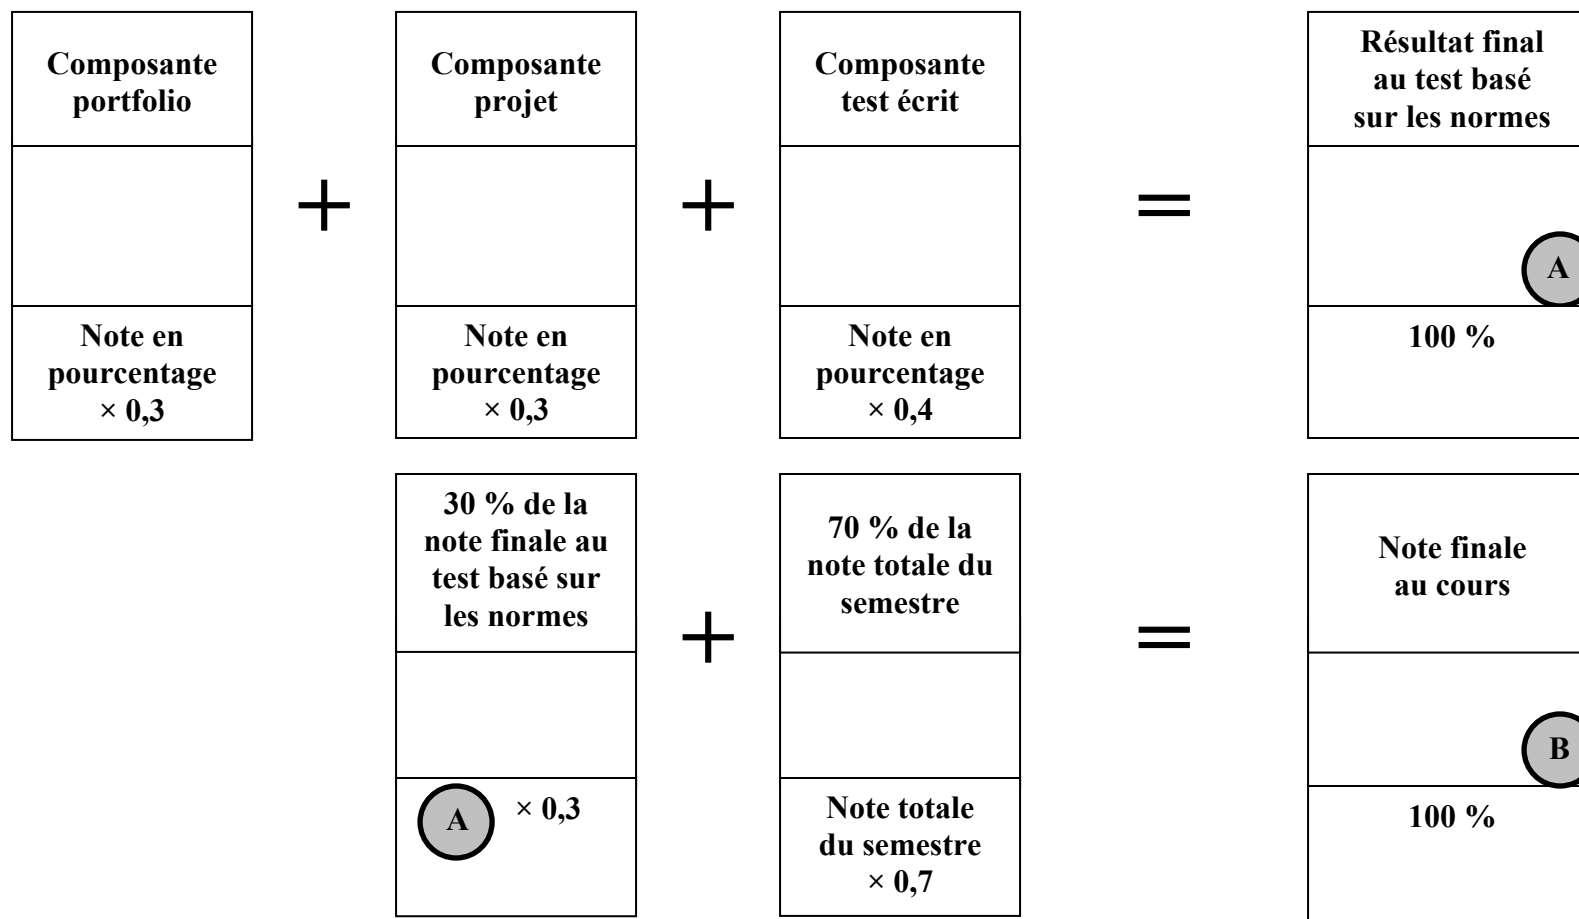 Composante
portfolio
Composante
projet
Composante
test écrit
Résultat final
au test basé
sur les normes
+
+
=
A
Note en
pourcentage
× 0,3
Note en
pourcentage
× 0,3
Note en
pourcentage
× 0,4
100 %
30 % de la
note finale au
test basé sur
les normes
70 % de la
note totale du
semestre
Note finale
au cours
+
=
B
A × 0,3
Note totale
du semestre
× 0,7
100 %